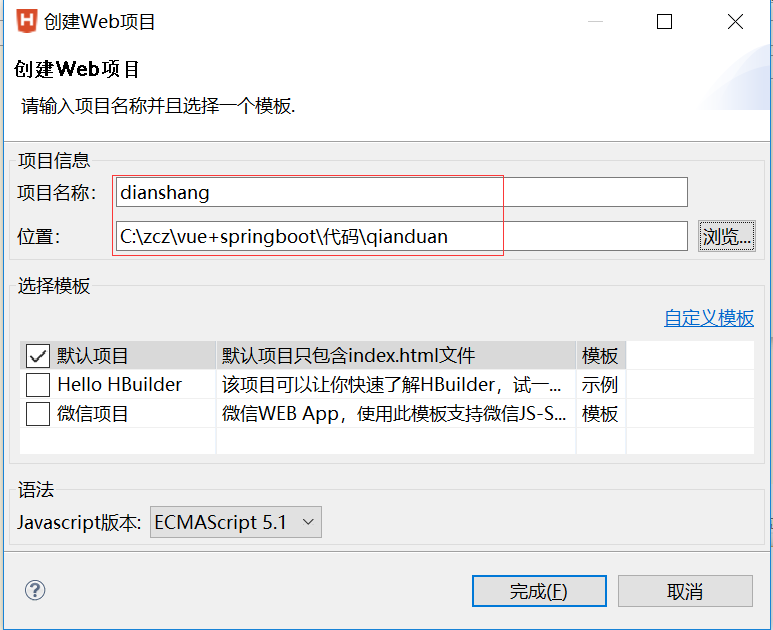 创建Web项目
创建Web项目
请输入项目名称并且选择一个模板.
项目信息
项目名称: dianshang
位置: C:\zcz\vue+springboot\代码\qianduan 浏览...
选择模板
自定义模板
默认项目 默认项目只包含index.html文件 模板
Hello HBuilder 该项目可以让你快速了解HBuilder，试一... 示例
微信项目 微信WEB App，使用此模板支持微信JS-S... 模板
语法
Javascript版本: ECMAScript 5.1
完成(F) 取消